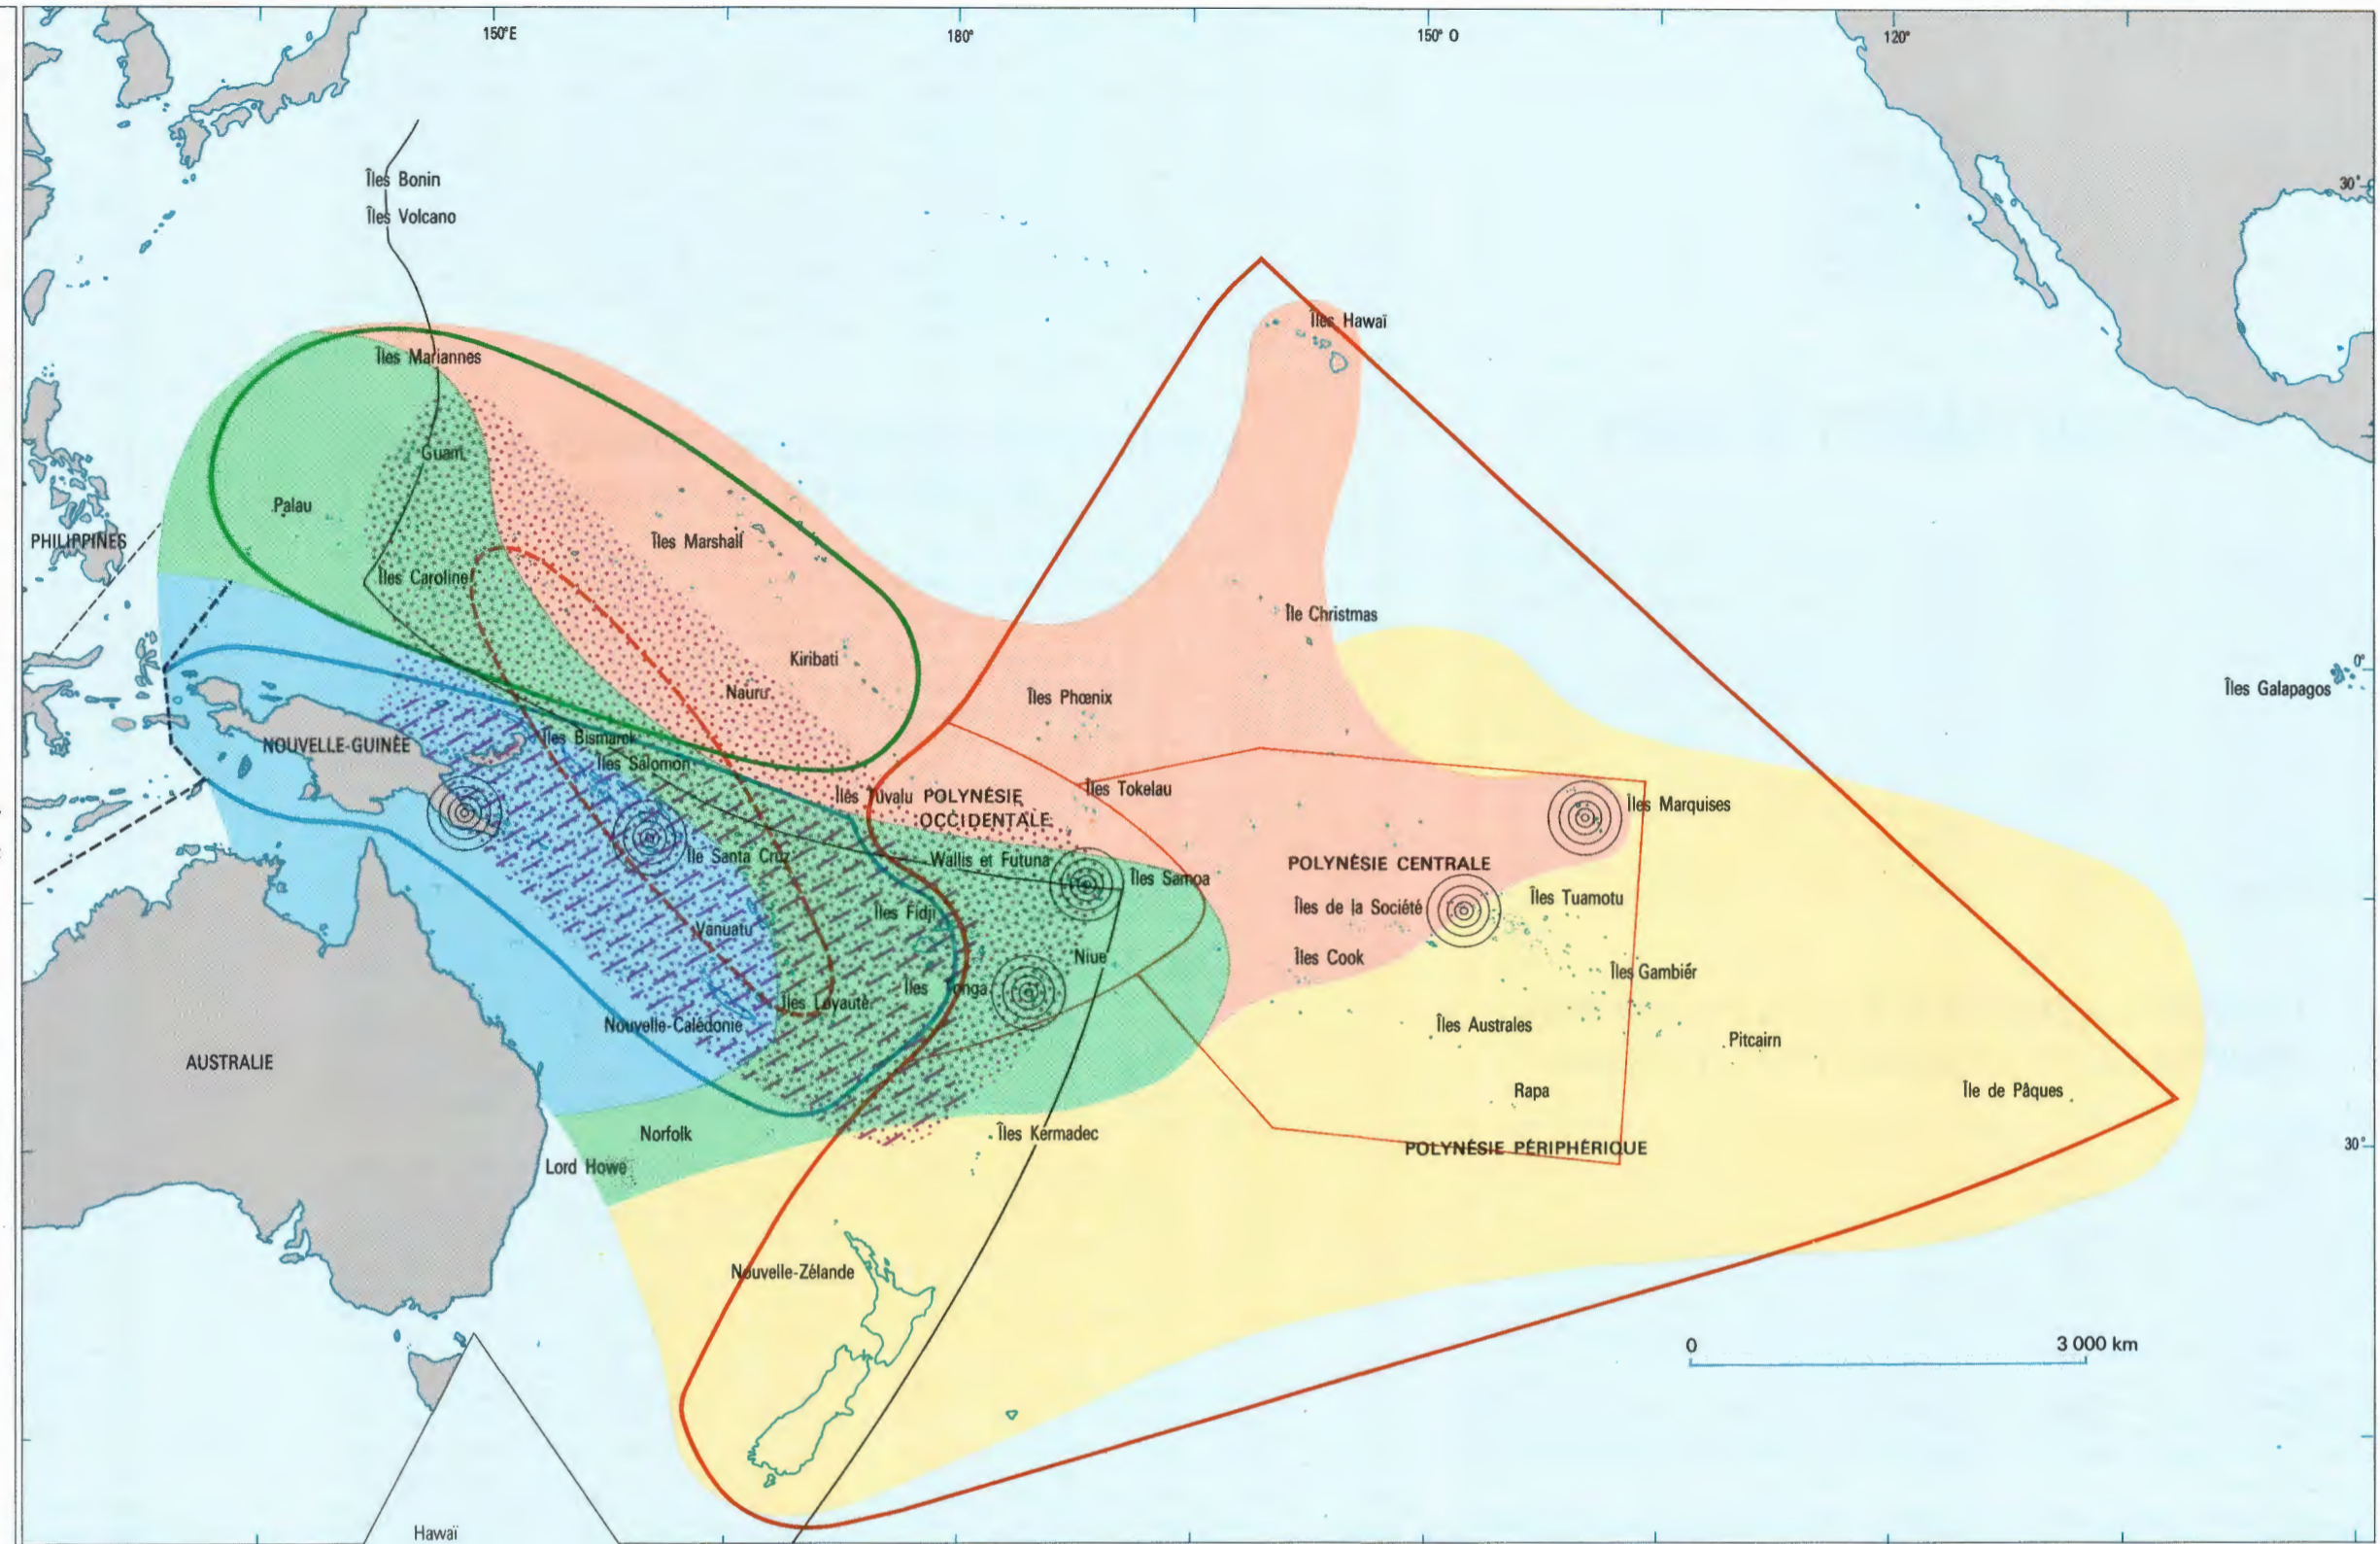 150°E
180°
150° O
120°
30°
Îles Bonin
Îles Volcano
Îles Hawaï
Îles Mariannes
Guam
Palau
PHILIPPINES
Îles Marshall
Îles Caroline
Île Christmas
Kiribati
0°
Nauru
Îles Phœnix
Îles Galapagos
NOUVELLE-GUINÉE
Îles Bismarck
Îles Salomon
Îles Tuvalu
POLYNÉSIE
OCCIDENTALE
Îles Tokelau
Îles Marquises
Île Santa Cruz
Wallis et Futuna
Îles Samoa
POLYNÉSIE CENTRALE
Îles Tuamotu
Îles de la Société
Îles Fidji
Vanuatu
Niue
Îles Cook
Îles Gambier
Îles Tonga
Îles Loyauté
Nouvelle-Calédonie
Îles Australes
Pitcairn
AUSTRALIE
Rapa
Île de Pâques
Norfolk
Îles Kermadec
POLYNÉSIE PÉRIPHÉRIQUE
30°
Lord Howe
Nouvelle-Zélande
0
3 000 km
Hawaï